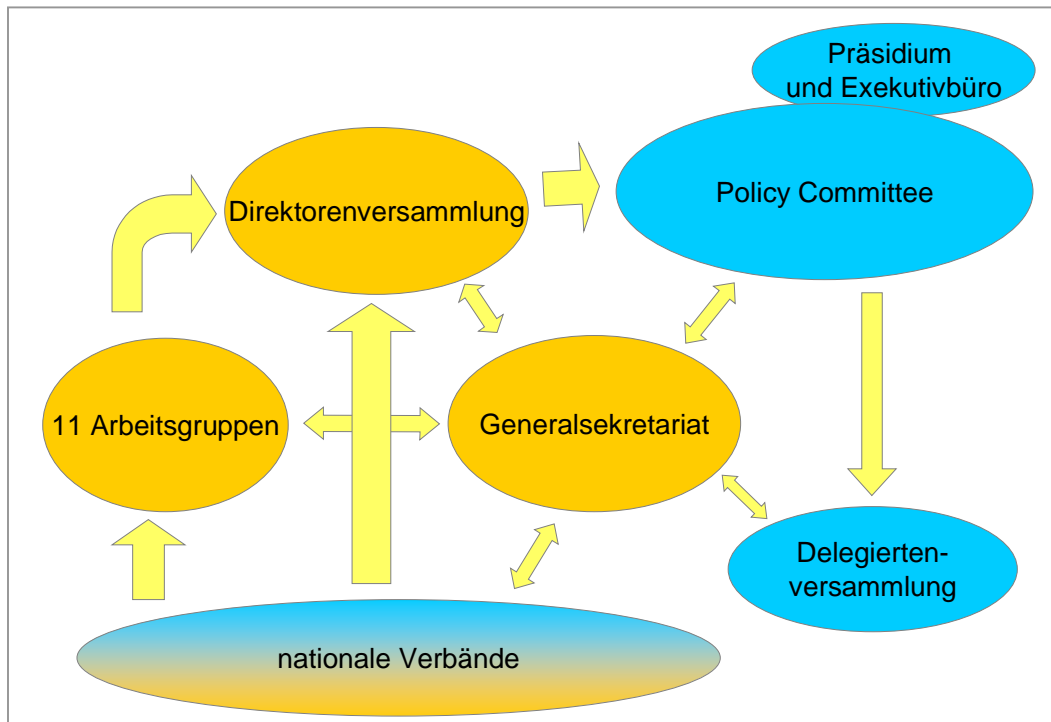 Präsidium
und Exekutivbüro
Policy Committee
Direktorenversammlung
11 Arbeitsgruppen
Generalsekretariat
Delegierten-
versammlung
nationale Verbände